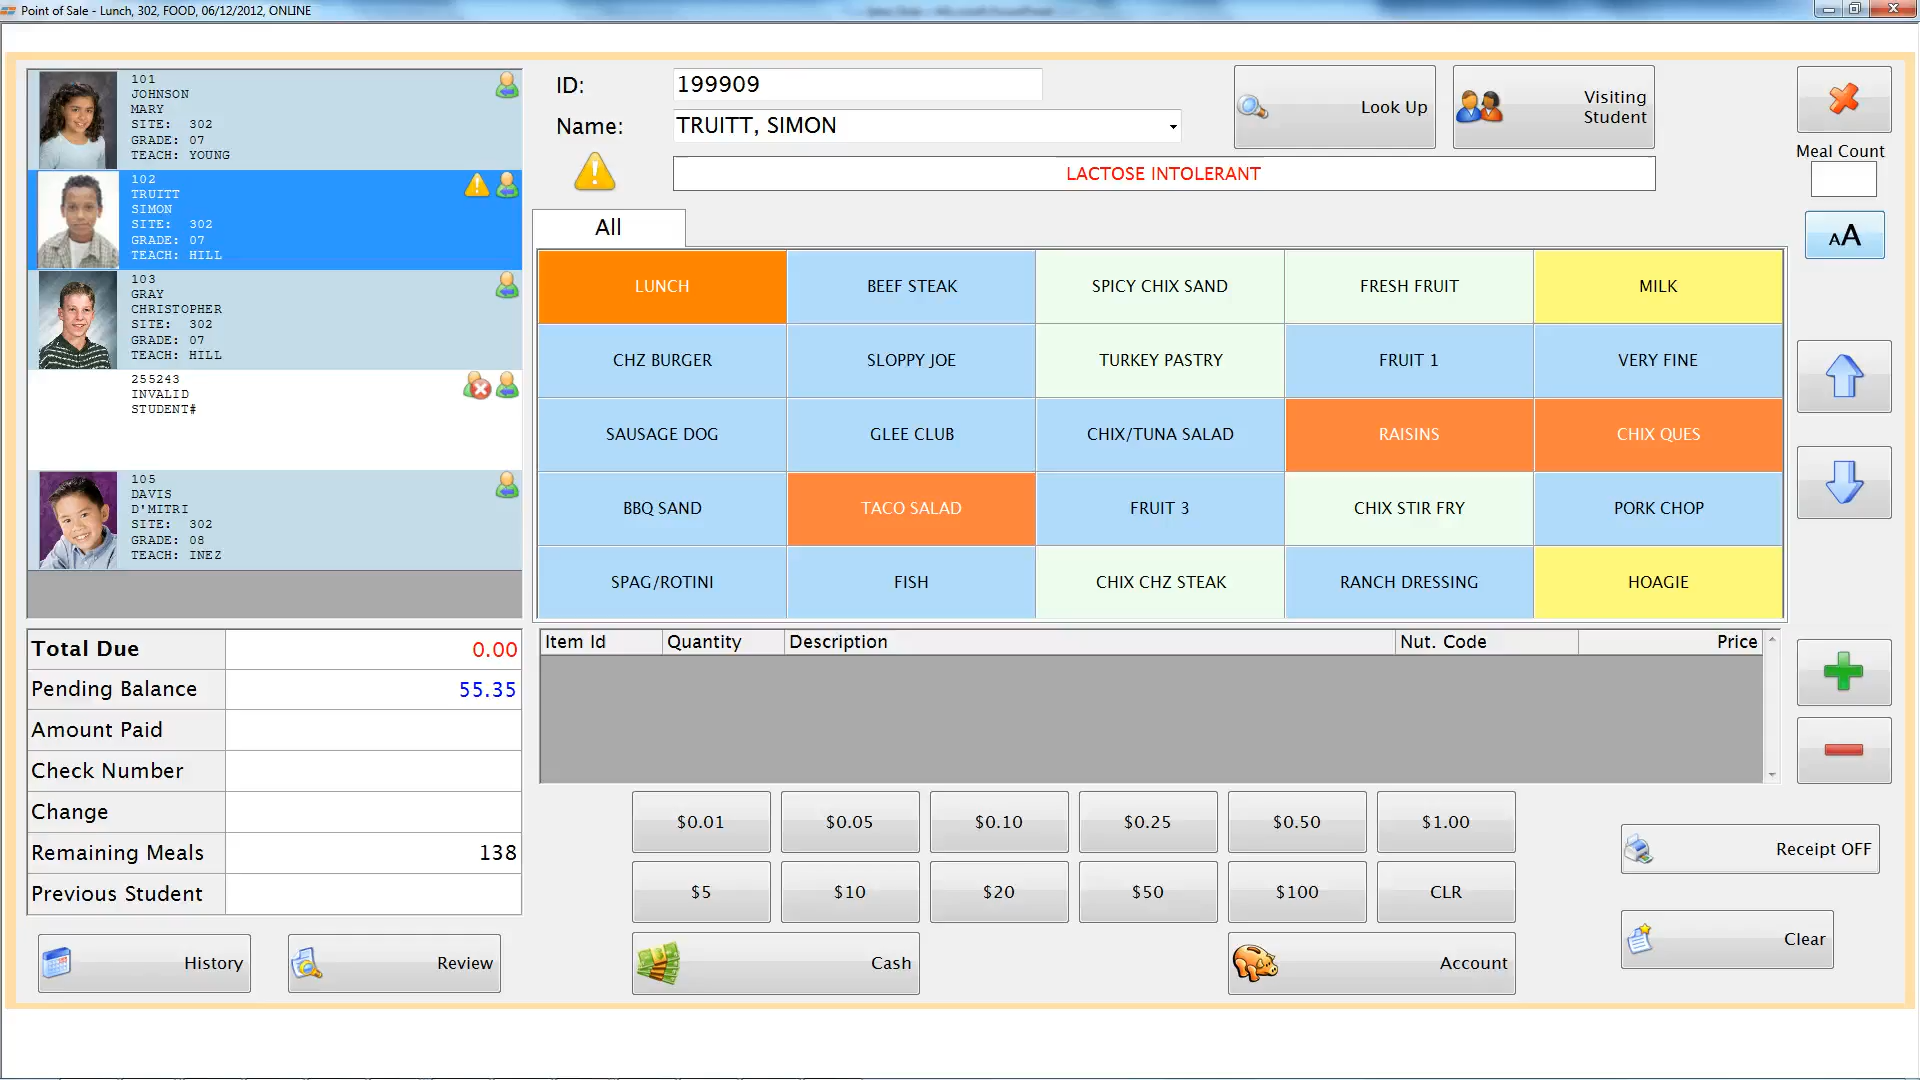 Point of Sale - Lunch, 302, FOOD, 06/12/2012, ONLINE
101
JOHNSON
MARY
SITE: 302
GRADE: 07
TEACH: YOUNG
102
TRUITT
SIMON
SITE: 302
GRADE: 07
TEACH: HILL
103
GRAY
CHRISTOPHER
SITE: 302
GRADE: 07
TEACH: HILL
255243
INVALID
STUDENT#
105
DAVIS
D'MITRI
SITE: 302
GRADE: 08
TEACH: INEZ
ID: 199909
Name: TRUITT, SIMON
Look Up
Visiting
Student
LACTOSE INTOLERANT
Meal Count
AA
All
LUNCH BEEF STEAK SPICY CHIX SAND FRESH FRUIT MILK
CHZ BURGER SLOPPY JOE TURKEY PASTRY FRUIT 1 VERY FINE
SAUSAGE DOG GLEE CLUB CHIX/TUNA SALAD RAISINS CHIX QUES
BBQ SAND TACO SALAD FRUIT 3 CHIX STIR FRY PORK CHOP
SPAG/ROTINI FISH CHIX CHZ STEAK RANCH DRESSING HOAGIE
Total Due 0.00
Pending Balance 55.35
Amount Paid
Check Number
Change
Remaining Meals 138
Previous Student
Item Id Quantity Description Nut. Code Price
$0.01 $0.05 $0.10 $0.25 $0.50 $1.00
$5 $10 $20 $50 $100 CLR
Receipt OFF
Clear
History Review Cash Account